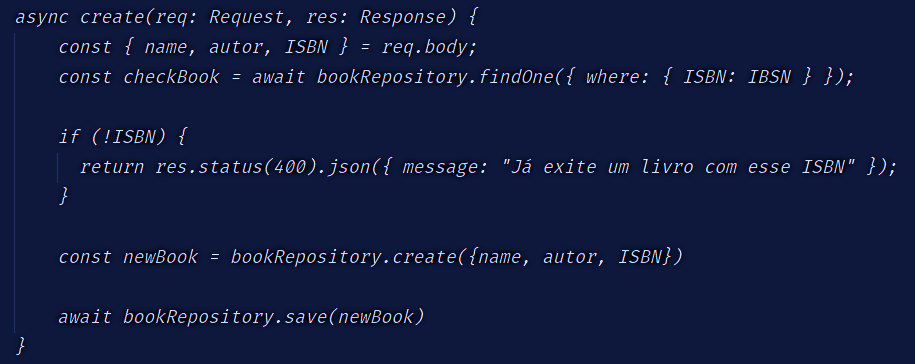 async create(req: Request, res: Response) {
const { name, autor, ISBN } = req.body;
const checkBook = await bookRepository.findOne({ where: { ISBN: IBSN } });
if (!ISBN) {
return res.status(400).json({ message: "Já exite um livro com esse ISBN" });
}
const newBook = bookRepository.create({name, autor, ISBN})
await bookRepository.save(newBook)
}